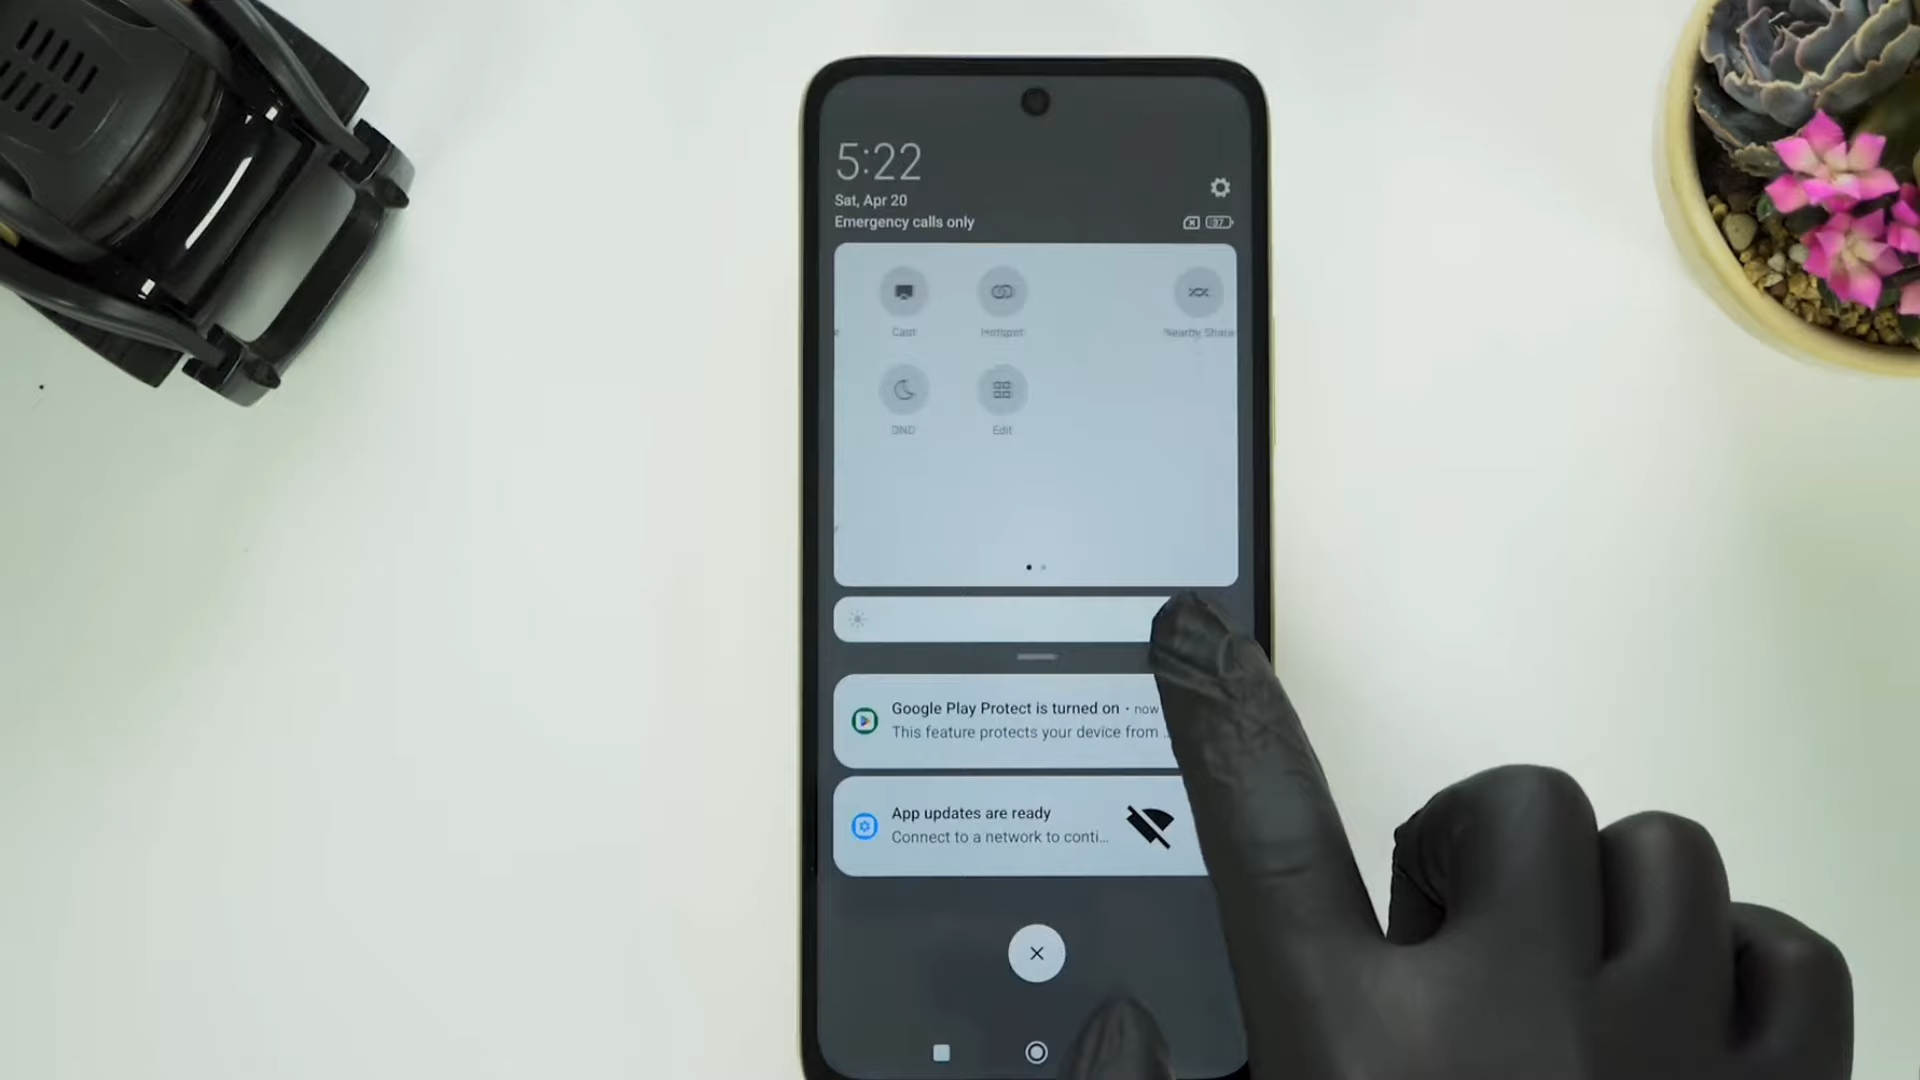 5:22
Sat, Apr 20
Emergency calls only
37
Cast
Hotspot
Nearby Share
DND
Edit
Google Play Protect is turned on • now
This feature protects your device from ...
App updates are ready
Connect to a network to conti...